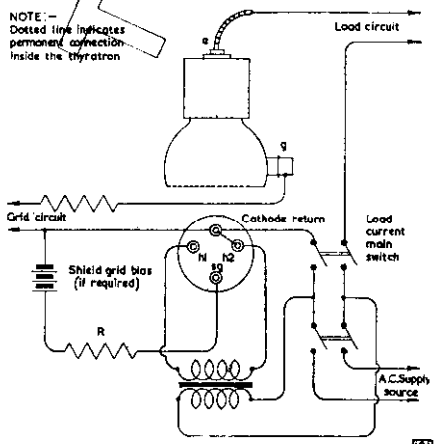 NOTE:-
Dotted line indicates
permanent connection
inside the thyratron
a
Load circuit
g
Grid circuit
Cathode return
Load
current
main
switch
h1
h2
sg
Shield grid bias
(if required)
R
A.C.Supply
source